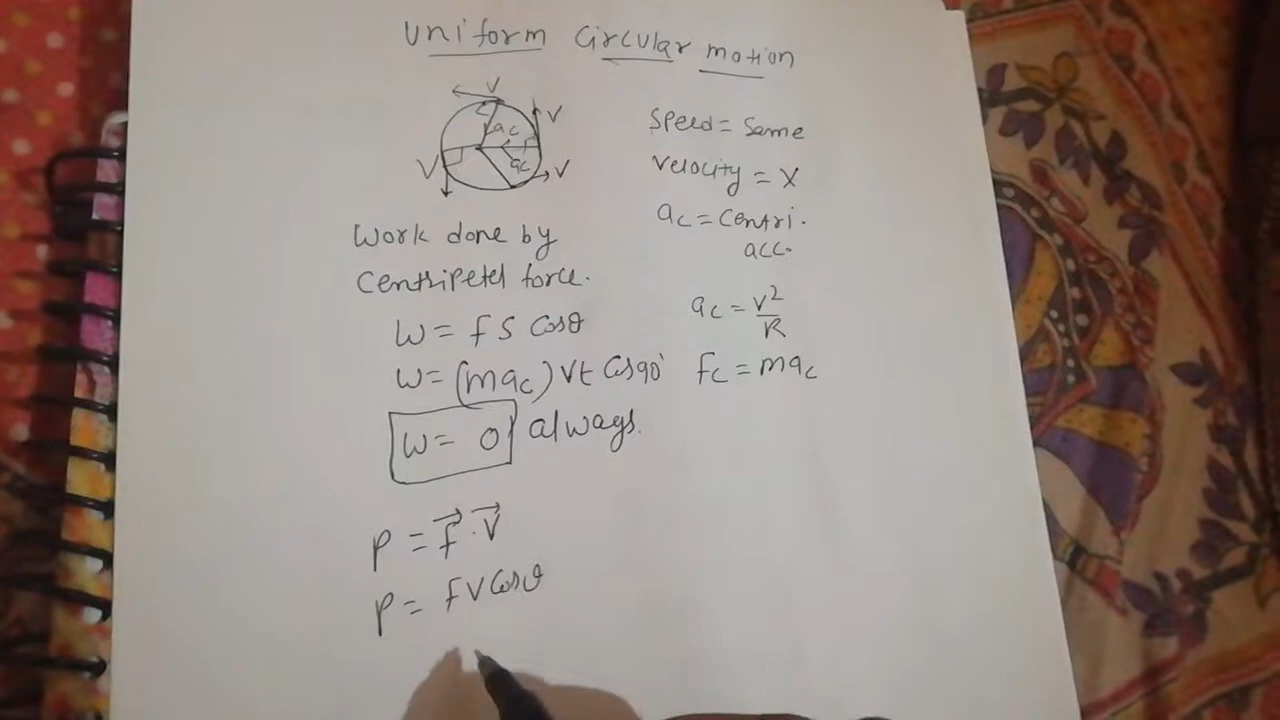 Uniform Circular motion
V
V
ac
ac
V
V
Speed = Same
Velocity = X
ac = Centri.
acc.
Work done by
Centripetel force.
ac = V²/R
W = f S Cosθ
W = (mac) Vt Cos90°
fc = mac
W = 0 always.
P = f⃗ . V⃗
P = f V Cosθ